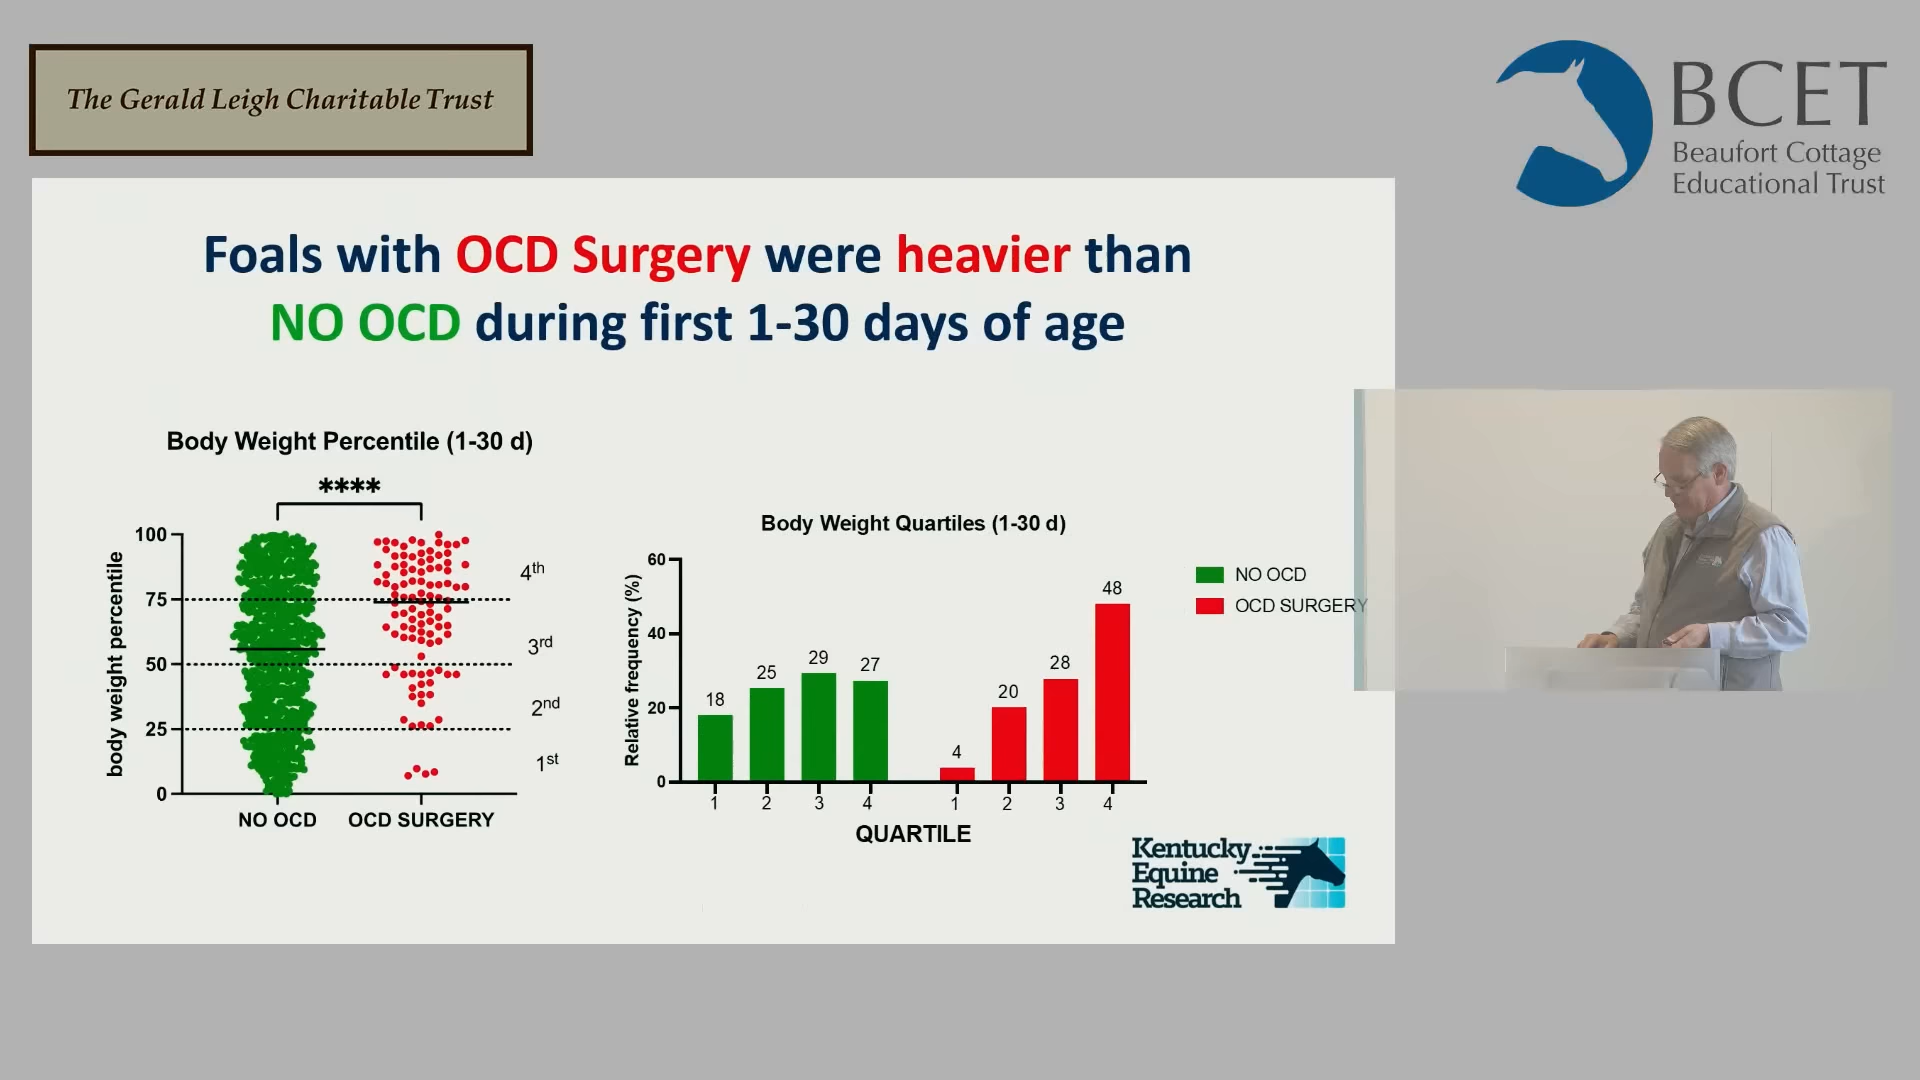 The Gerald Leigh Charitable Trust
BCET
Beaufort Cottage
Educational Trust
Foals with OCD Surgery were heavier than
NO OCD during first 1-30 days of age
Body Weight Percentile (1-30 d)
****
100
75
50
25
0
body weight percentile
4th
3rd
2nd
1st
NO OCD OCD SURGERY
Body Weight Quartiles (1-30 d)
60
40
20
0
Relative frequency (%)
18 25 29 27 4 20 28 48
1 2 3 4 1 2 3 4
QUARTILE
NO OCD
OCD SURGERY
Kentucky
Equine
Research